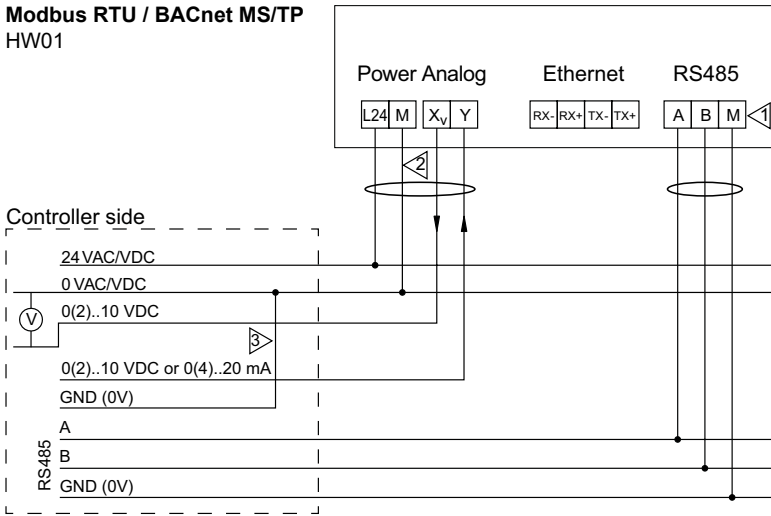 Modbus RTU / BACnet MS/TP
HW01
Power Analog Ethernet RS485
L24 M Xv Y RX- RX+ TX- TX+ A B M 1
2
Controller side
24 VAC/VDC
0 VAC/VDC
V 0(2)..10 VDC
3
0(2)..10 VDC or 0(4)..20 mA
GND (0V)
RS485
A
B
GND (0V)